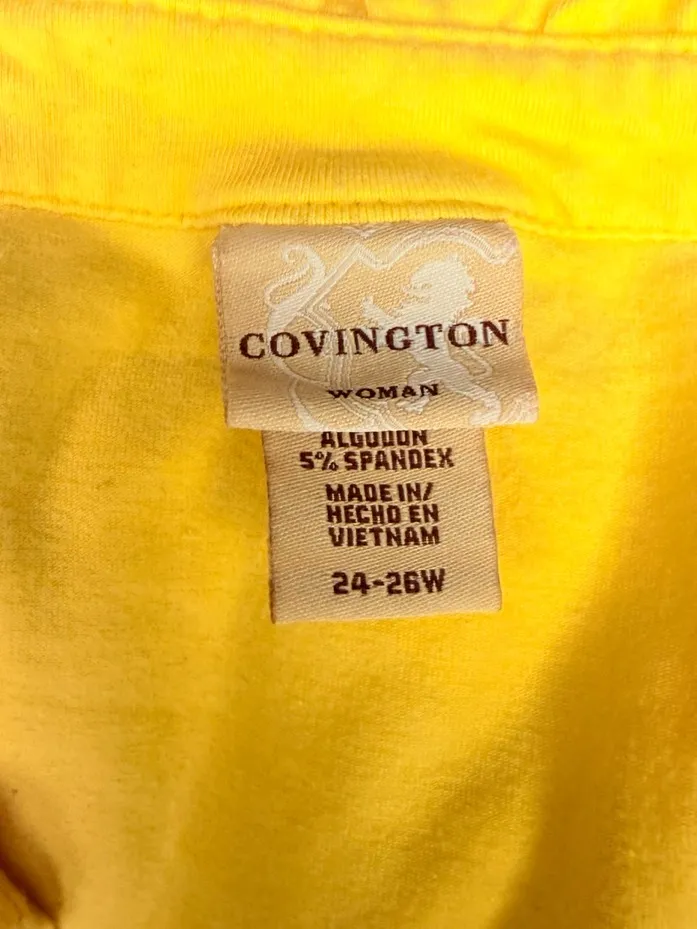 COVINGTON
WOMAN
ALGODON
5% SPANDEX
MADE IN/
HECHO EN
VIETNAM
24-26W